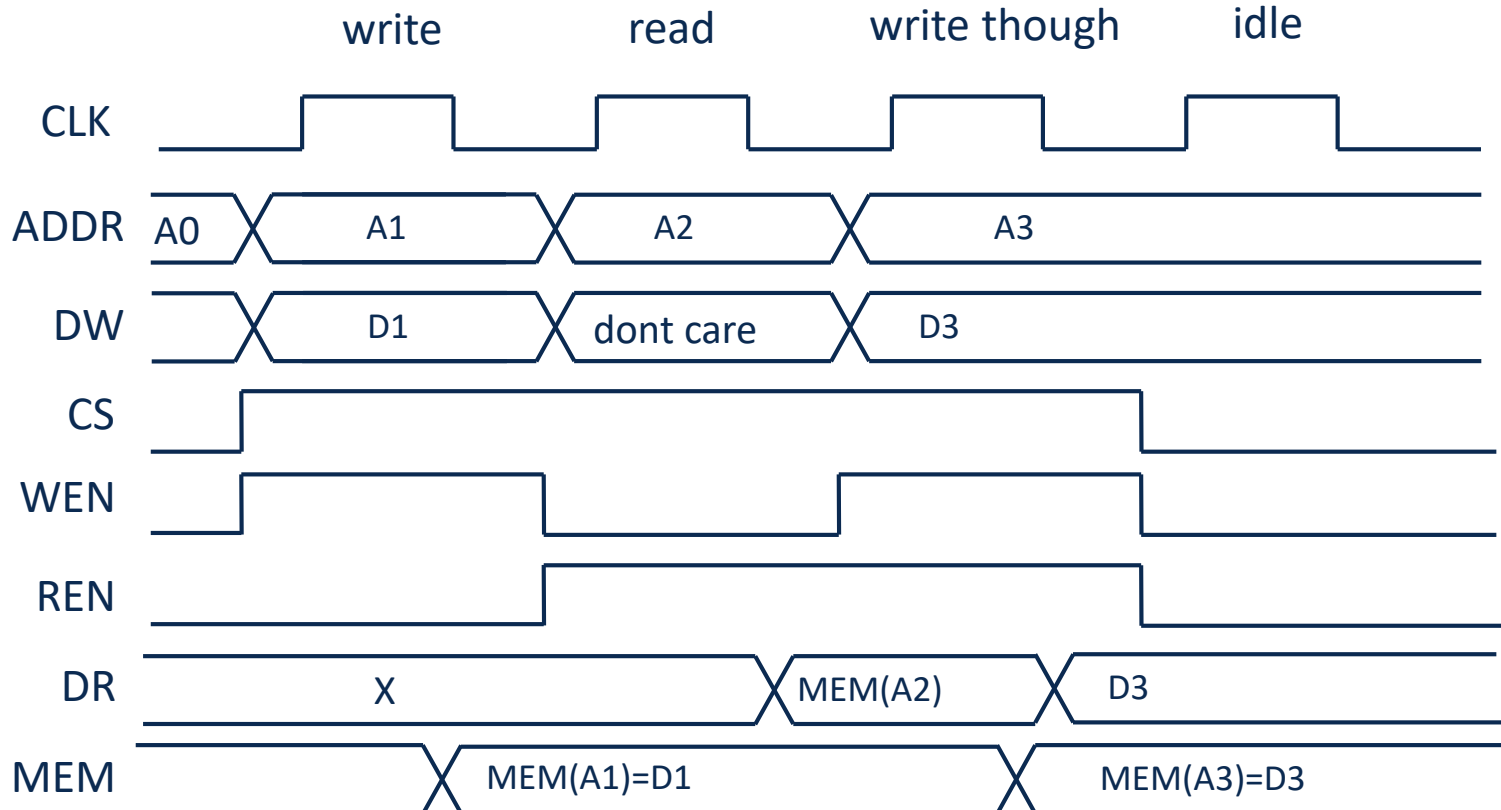 write read write though idle
CLK
ADDR A0 A1 A2 A3
DW D1 dont care D3
CS
WEN
REN
DR X MEM(A2) D3
MEM MEM(A1)=D1 MEM(A3)=D3